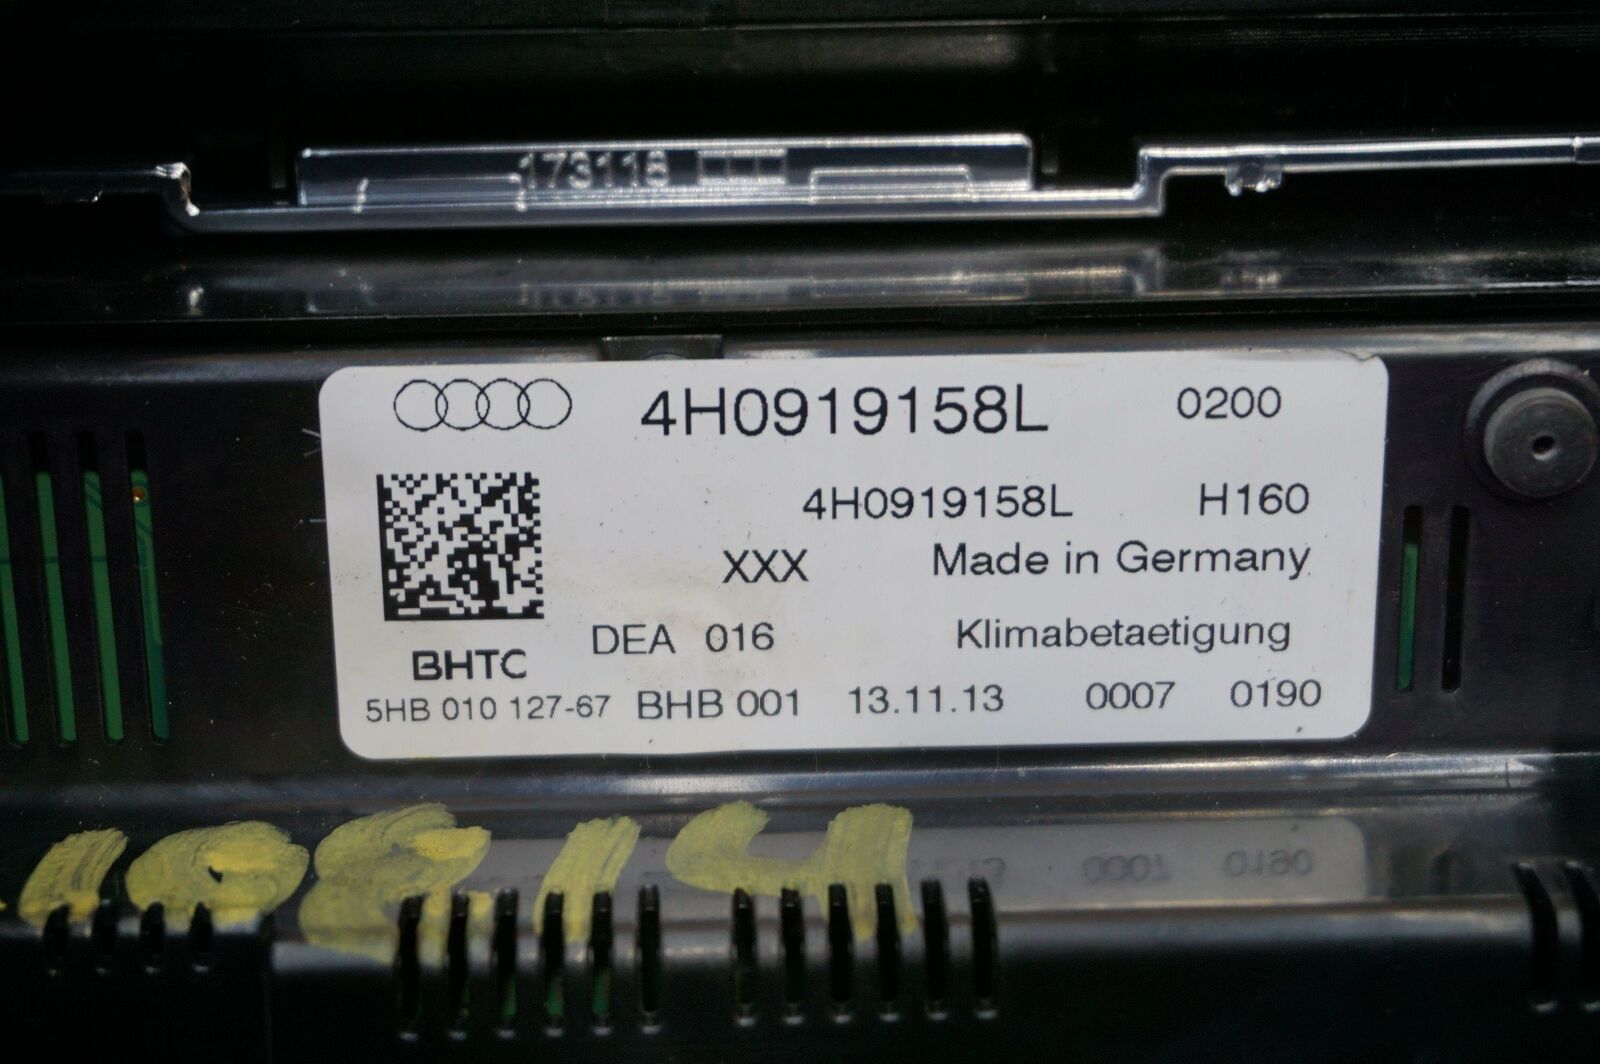 173118
4H0919158L 0200
4H0919158L H160
XXX Made in Germany
DEA 016 Klimabetaetigung
BHTC
5HB 010 127-67 BHB 001 13.11.13 0007 0190